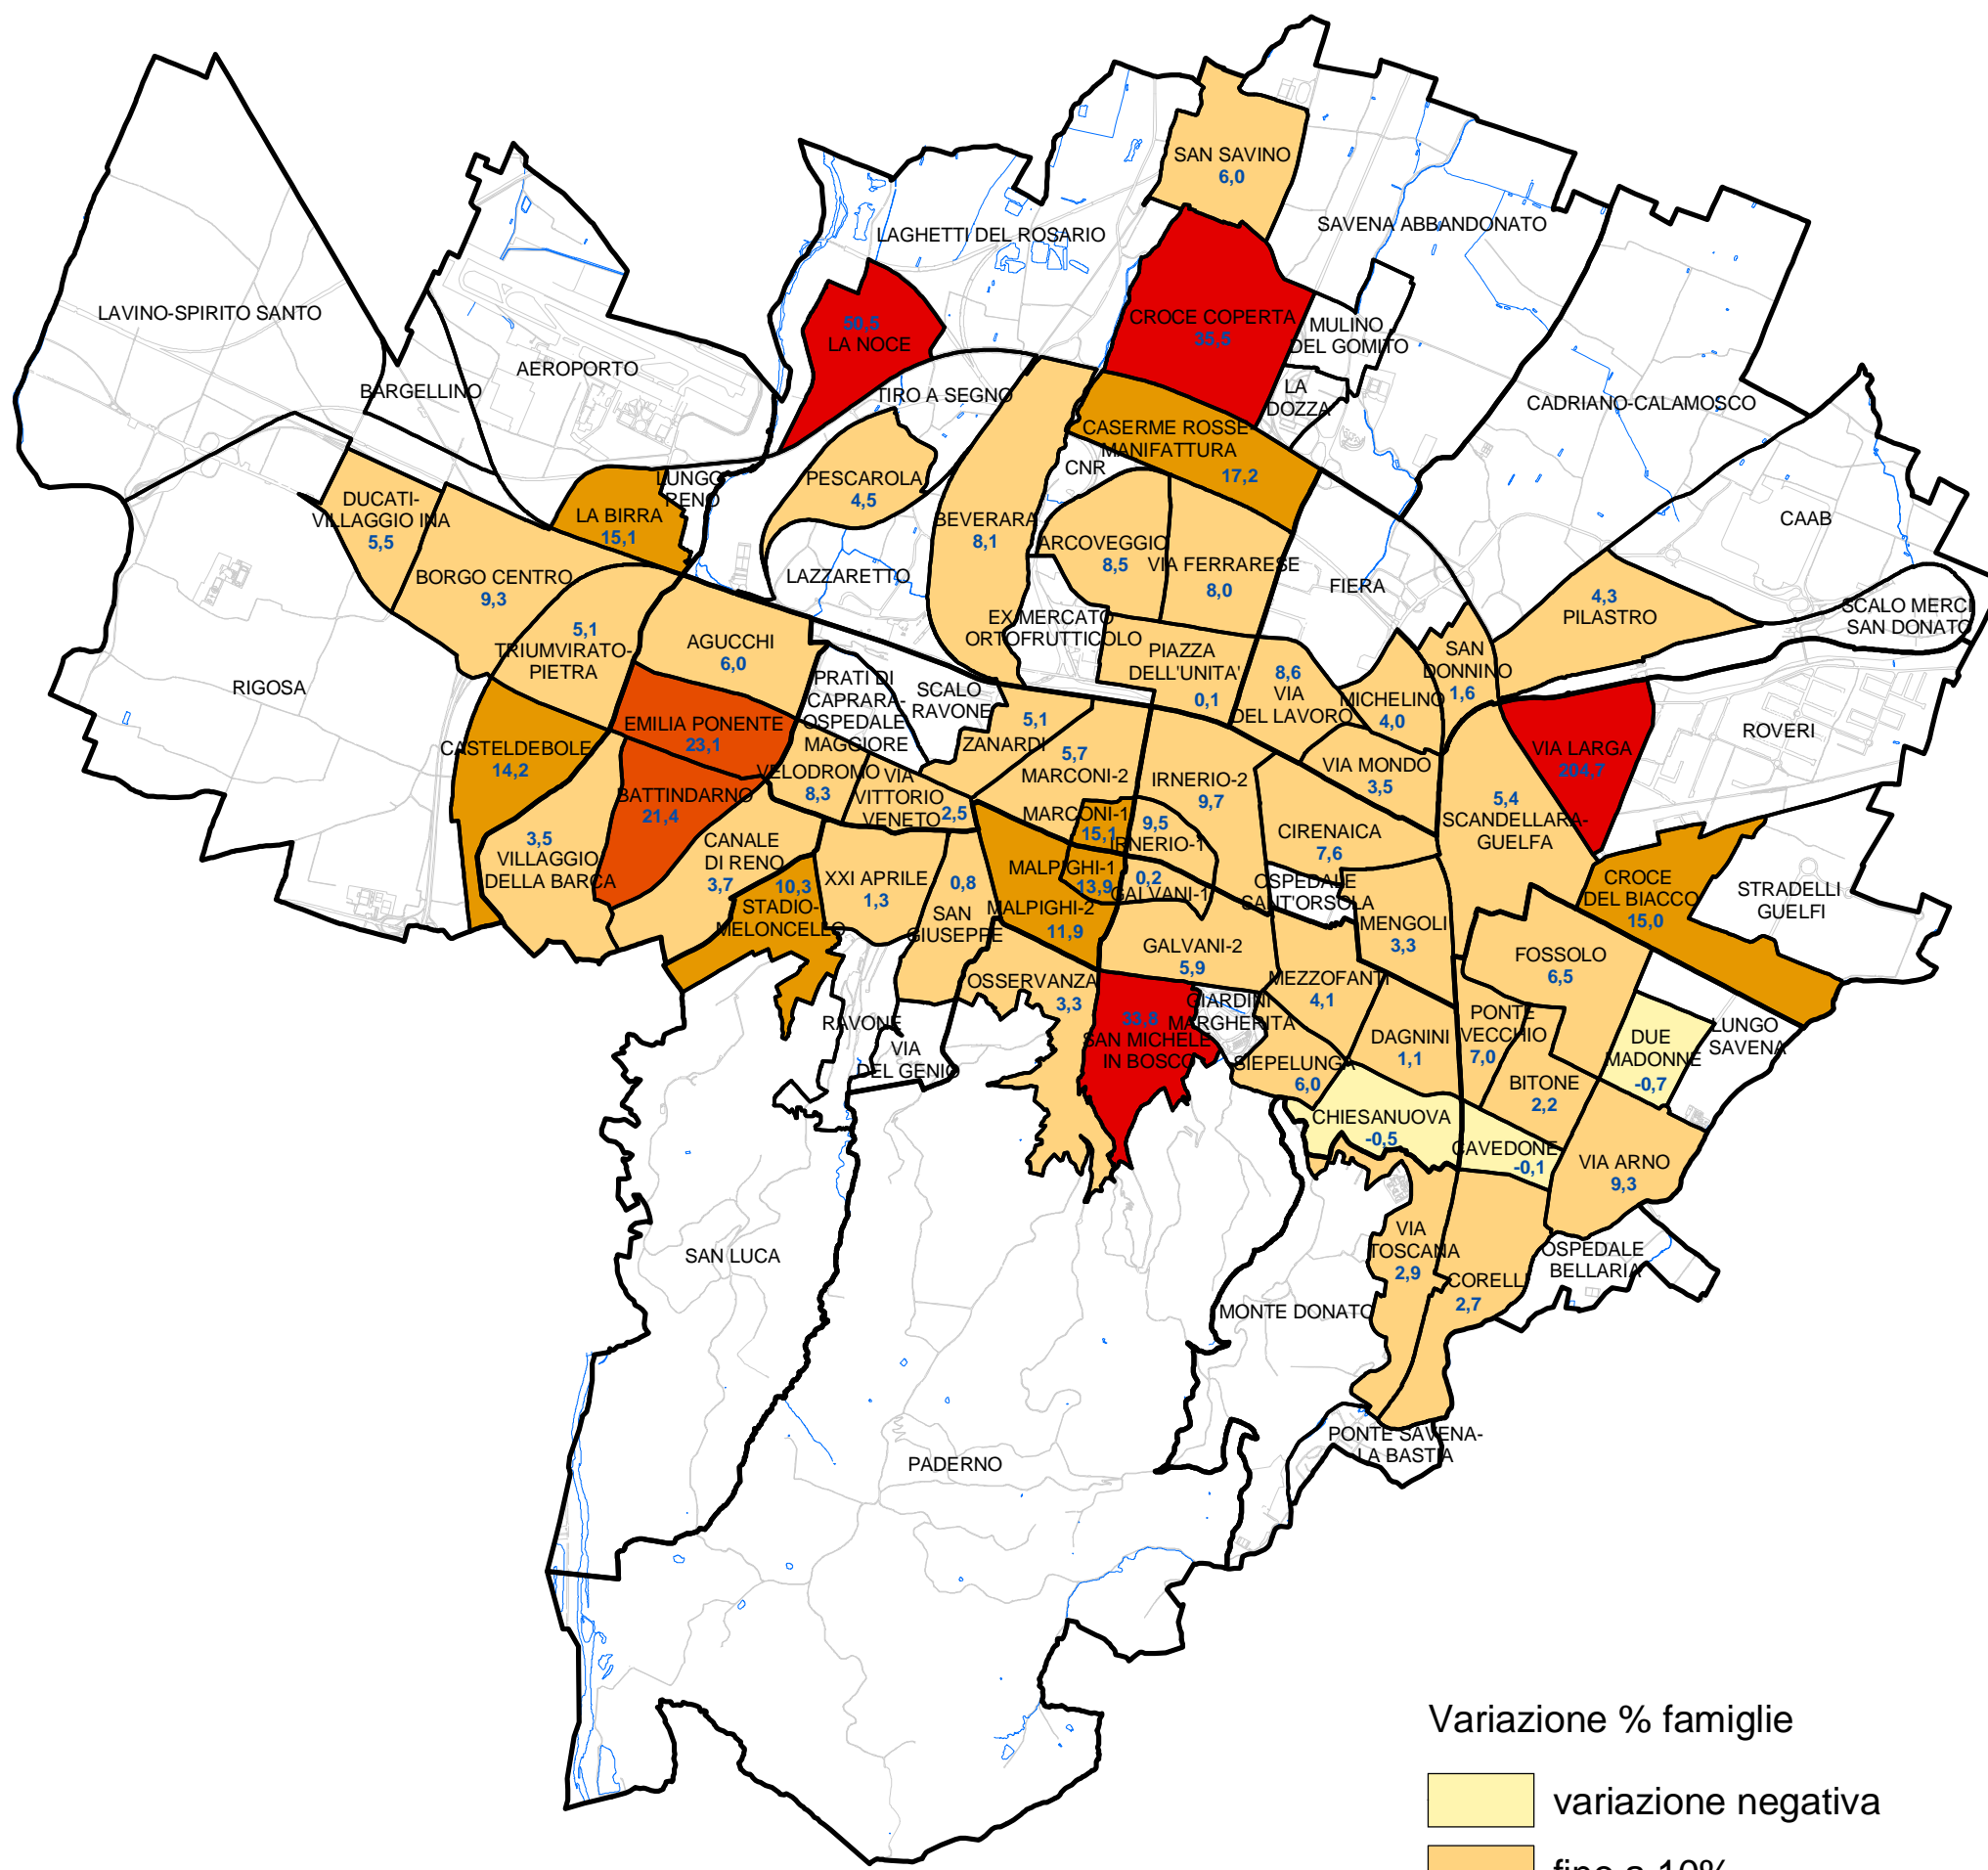 SAN SAVINO
6,0
SAVENA ABBANDONATO
LAGHETTI DEL ROSARIO
LAVINO-SPIRITO SANTO
50,5
LA NOCE
CROCE COPERTA
35,5
MULINO
DEL GOMITO
AEROPORTO
BARGELLINO
TIRO A SEGNO
LA
DOZZA
CADRIANO-CALAMOSCO
CASERME ROSSE-
MANIFATTURA
17,2
CNR
LUNGO
RENO
PESCAROLA
4,5
DUCATI-
VILLAGGIO INA
5,5
LA BIRRA
15,1
BEVERARA
8,1
CAAB
ARCOVEGGIO
8,5
VIA FERRARESE
8,0
BORGO CENTRO
9,3
LAZZARETTO
FIERA
4,3
PILASTRO
SCALO MERCI
SAN DONATO
EX MERCATO
ORTOFRUTTICOLO
5,1
TRIUMVIRATO-
PIETRA
AGUCCHI
6,0
PIAZZA
DELL'UNITA'
0,1
SAN
DONNINO
1,6
RIGOSA
PRATI DI
CAPRARA-
OSPEDALE
MAGGIORE
SCALO
RAVONE
8,6
VIA
DEL LAVORO
MICHELINO
4,0
EMILIA PONENTE
23,1
5,1
ZANARDI
ROVERI
CASTELDEBOLE
14,2
5,7
MARCONI-2
VIA LARGA
204,7
VELODROMO
8,3
VIA
VITTORIO
VENETO
2,5
IRNERIO-2
9,7
VIA MONDO
3,5
BATTINDARNO
21,4
MARCONI-1
15,1
9,5
IRNERIO-1
5,4
SCANDELLARA-
GUELFA
CIRENAICA
7,6
3,5
VILLAGGIO
DELLA BARCA
CANALE
DI RENO
3,7
MALPIGHI-1
13,9
0,2
GALVANI-1
10,3
STADIO-
MELONCELLO
XXI APRILE
1,3
0,8
SAN
GIUSEPPE
MALPIGHI-2
11,9
OSPEDALE
SANT'ORSOLA
CROCE
DEL BIACCO
15,0
STRADELLI
GUELFI
MENGOLI
3,3
GALVANI-2
5,9
FOSSOLO
6,5
OSSERVANZA
3,3
MEZZOFANTI
4,1
33,8
SAN MICHELE
IN BOSCO
GIARDINI
MARGHERITA
RAVONE
VIA
DEL GENIO
DAGNINI
1,1
PONTE
VECCHIO
7,0
DUE
MADONNE
-0,7
LUNGO
SAVENA
SIEPELUNGA
6,0
BITONE
2,2
CHIESANUOVA
-0,5
CAVEDONE
-0,1
VIA ARNO
9,3
SAN LUCA
VIA
TOSCANA
2,9
OSPEDALE
BELLARIA
CORELLI
2,7
MONTE DONATO
PONTE SAVENA-
LA BASTIA
PADERNO
Variazione % famiglie
variazione negativa
fino a 10%